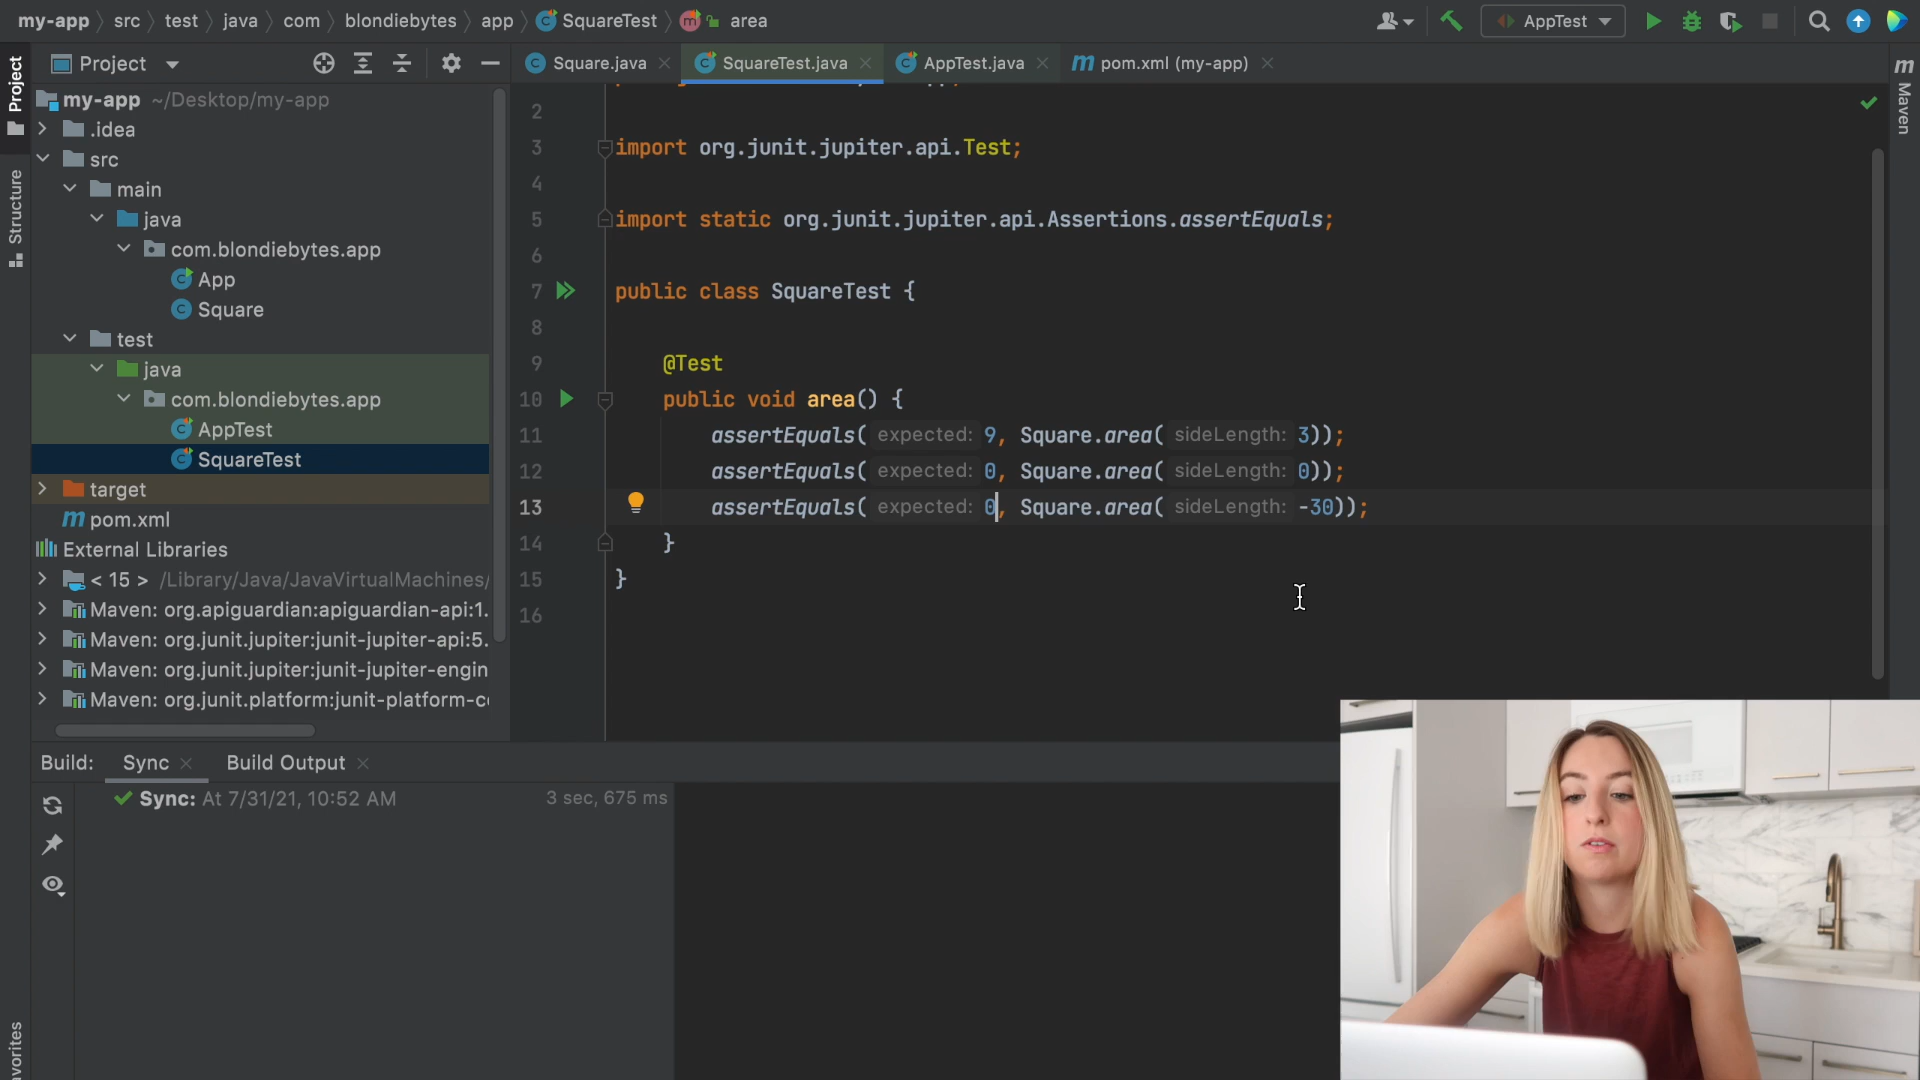 my-app src test java com blondiebytes app SquareTest m area
AppTest
Project
Square.java SquareTest.java AppTest.java m pom.xml (my-app)
Project
Structure
m Maven
my-app ~/Desktop/my-app
.idea
src
main
java
com.blondiebytes.app
App
Square
test
java
com.blondiebytes.app
AppTest
SquareTest
target
m pom.xml
External Libraries
< 15 > /Library/Java/JavaVirtualMachines/
Maven: org.apiguardian:apiguardian-api:1.
Maven: org.junit.jupiter:junit-jupiter-api:5.
Maven: org.junit.jupiter:junit-jupiter-engin
Maven: org.junit.platform:junit-platform-c
2
3 import org.junit.jupiter.api.Test;
4
5 import static org.junit.jupiter.api.Assertions.assertEquals;
6
7 public class SquareTest {
8
9 @Test
10 public void area() {
11 assertEquals( expected: 9, Square.area( sideLength: 3));
12 assertEquals( expected: 0, Square.area( sideLength: 0));
13 assertEquals( expected: 0, Square.area( sideLength: -30));
14 }
15 }
16
Build: Sync Build Output
Sync: At 7/31/21, 10:52 AM 3 sec, 675 ms